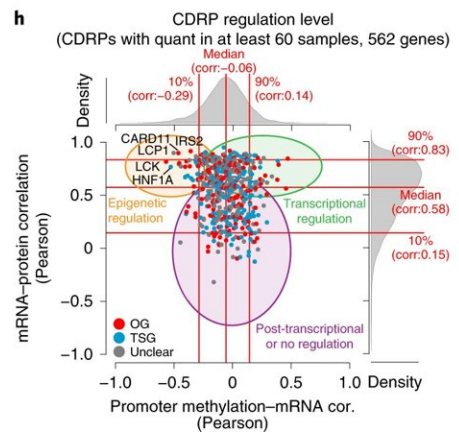 h
CDRP regulation level
(CDRPs with quant in at least 60 samples, 562 genes)
Median
(corr:–0.06)
10%
(corr:–0.29)
90%
(corr:0.14)
Density
CARD11
IRS2
LCP1
LCK
HNF1A
Epigenetic
regulation
Transcriptional
regulation
90%
(corr:0.83)
Median
(corr:0.58)
10%
(corr:0.15)
mRNA–protein correlation
(Pearson)
1.0
0.5
0
–0.5
–1.0
OG
TSG
Unclear
Post-transcriptional
or no regulation
–1.0 –0.5 0 0.5 1.0 Density
Promoter methylation–mRNA cor.
(Pearson)